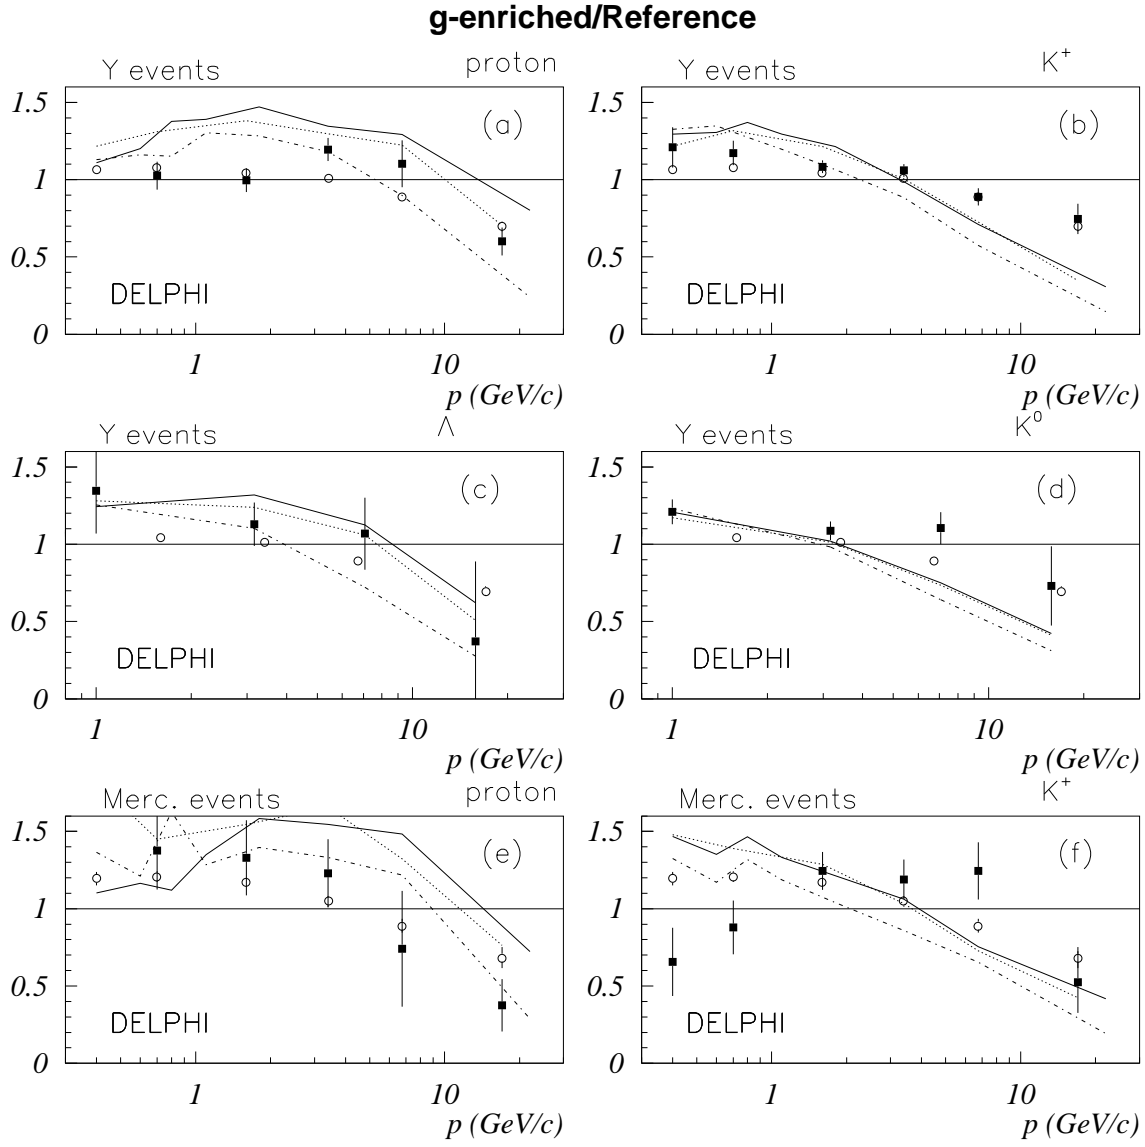 g-enriched/Reference
Y events proton
1.5
1
0.5
0
(a)
DELPHI
1 10
p (GeV/c)
Y events K+
1.5
1
0.5
0
(b)
DELPHI
1 10
p (GeV/c)
Y events Λ
1.5
1
0.5
0
(c)
DELPHI
1 10
p (GeV/c)
Y events K0
1.5
1
0.5
0
(d)
DELPHI
1 10
p (GeV/c)
Merc. events proton
1.5
1
0.5
0
(e)
DELPHI
1 10
p (GeV/c)
Merc. events K+
1.5
1
0.5
0
(f)
DELPHI
1 10
p (GeV/c)